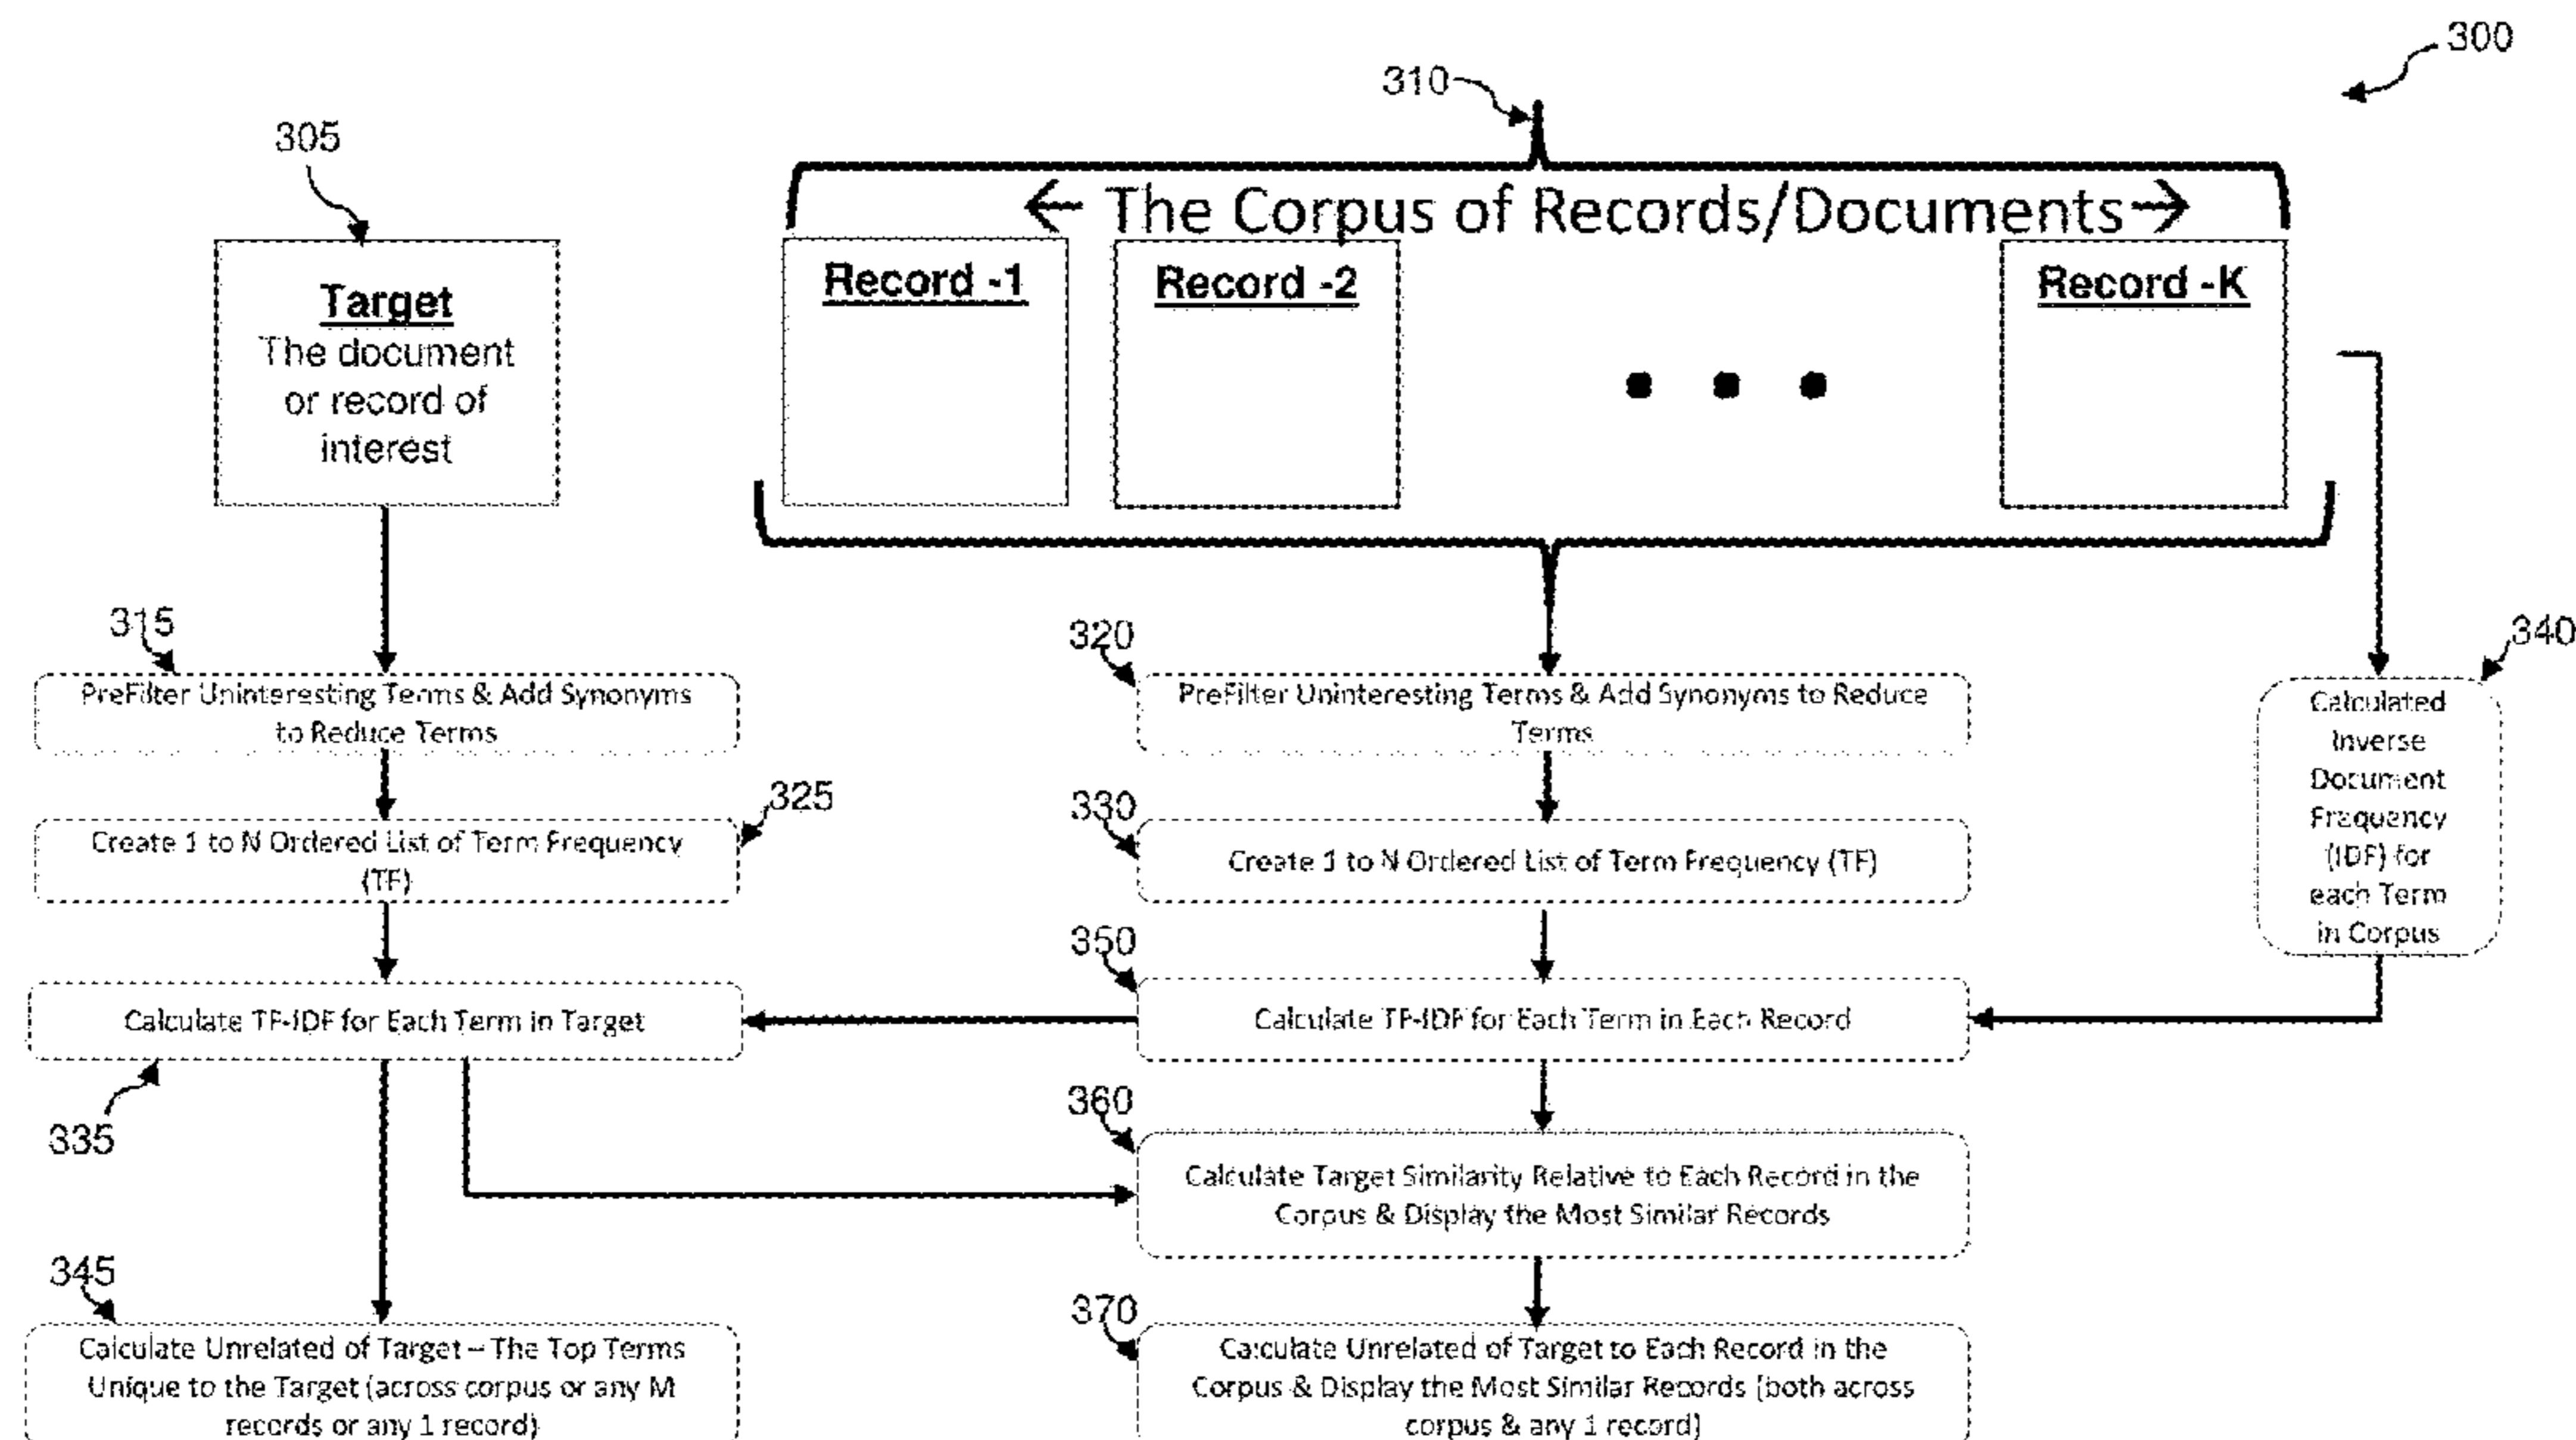 300
310
305
← The Corpus of Records/Documents→
Target
The document
or record of
interest
Record -1
Record -2
Record -K
315
PreFilter Uninteresting Terms & Add Synonyms
to Reduce Terms
320
PreFilter Uninteresting Terms & Add Synonyms to Reduce
Terms
340
Calculated
Inverse
Document
Frequency
(IDF) for
each Term
in Corpus
325
Create 1 to N Ordered List of Term Frequency
(TF)
330
Create 1 to N Ordered List of Term Frequency (TF)
350
Calculate TF-IDF for Each Term in Target
335
Calculate TF-IDF for Each Term in Each Record
360
Calculate Target Similarity Relative to Each Record in the
Corpus & Display the Most Similar Records
345
Calculate Unrelated of Target – The Top Terms
Unique to the Target (across corpus or any M
records or any 1 record)
370
Calculate Unrelated of Target to Each Record in the
Corpus & Display the Most Similar Records [both across
corpus & any 1 record]